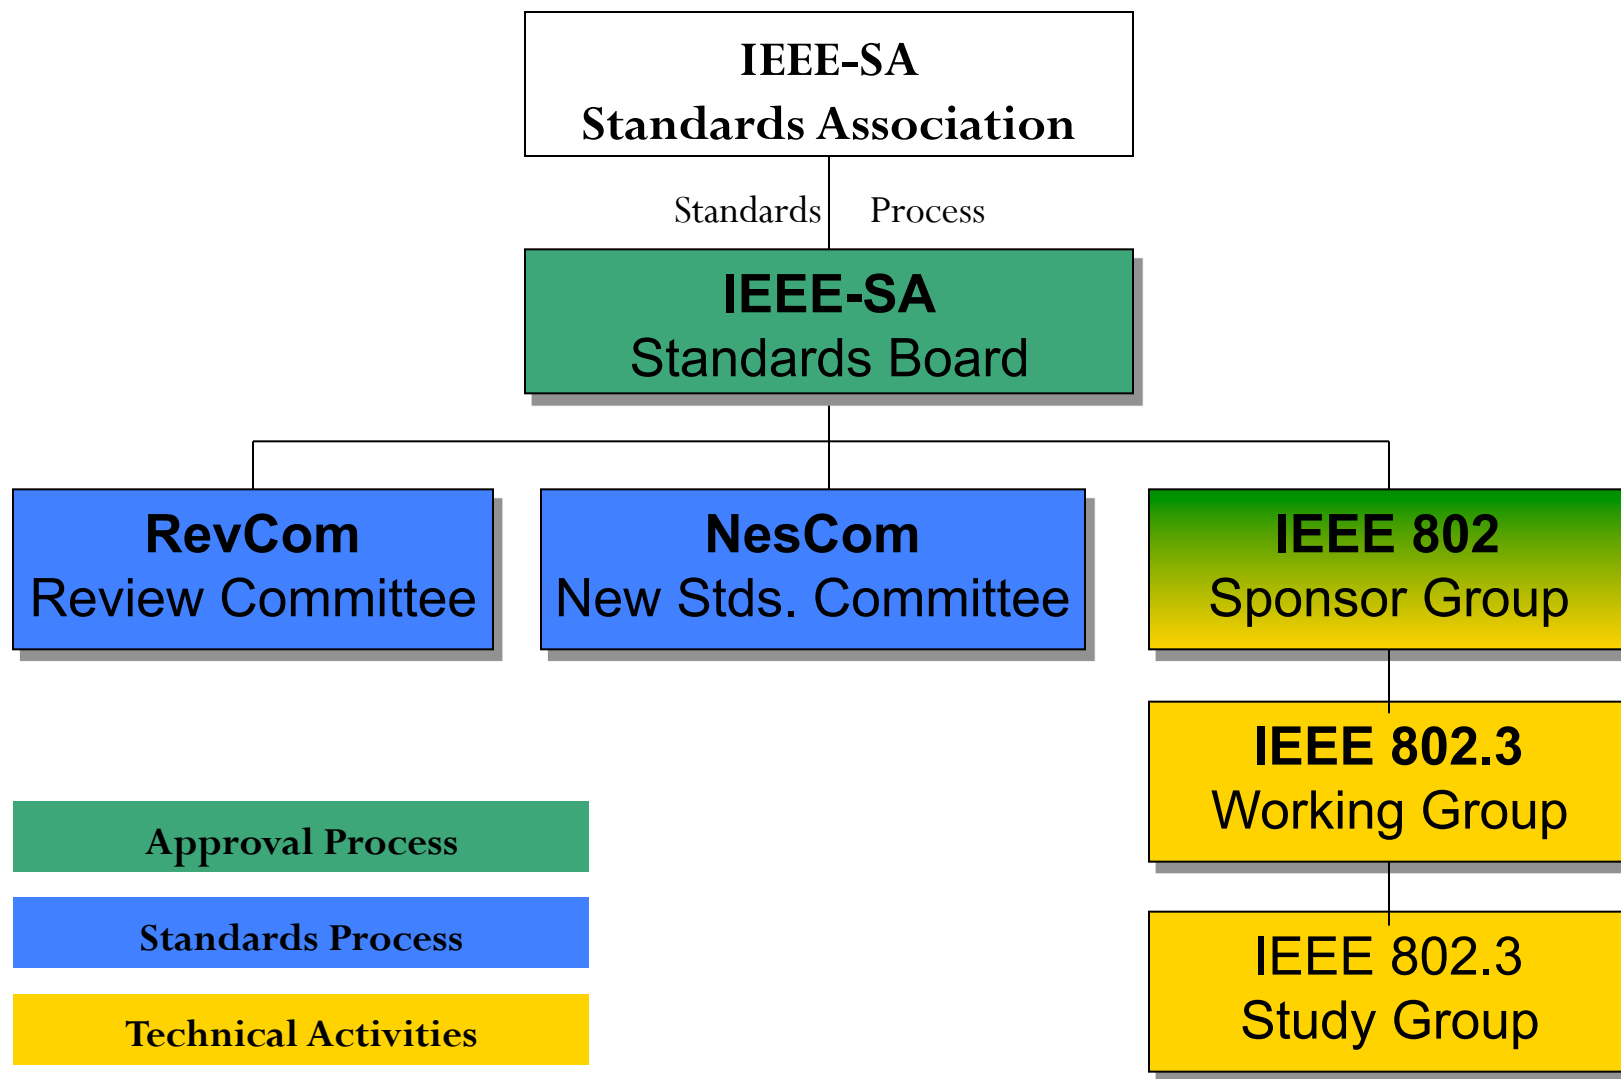 IEEE-SA
Standards Association
Standards Process
IEEE-SA
Standards Board
RevCom
Review Committee
NesCom
New Stds. Committee
IEEE 802
Sponsor Group
IEEE 802.3
Working Group
IEEE 802.3
Study Group
Approval Process
Standards Process
Technical Activities